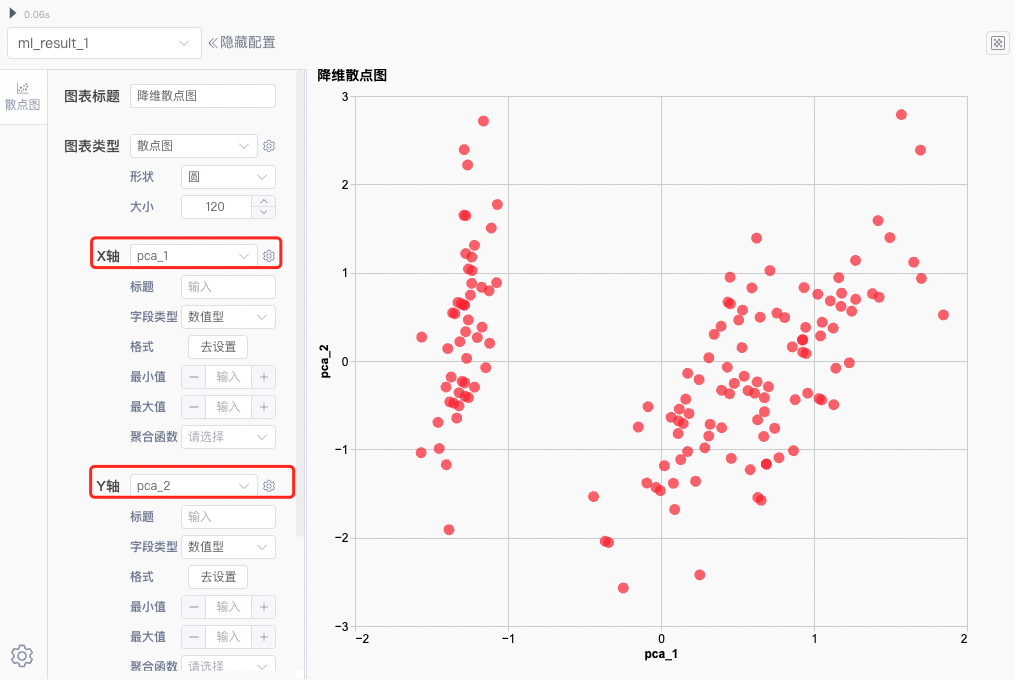 0.06s
ml_result_1
隐藏配置
散点图
图表标题 降维散点图
图表类型 散点图
形状 圆
大小 120
X轴 pca_1
标题 输入
字段类型 数值型
格式 去设置
最小值 输入
最大值 输入
聚合函数 请选择
Y轴 pca_2
标题 输入
字段类型 数值型
格式 去设置
最小值 输入
最大值 输入
聚合函数 请选择
降维散点图
3
2
1
0
−1
−2
−3
pca_2
−2 −1 0 1 2
pca_1